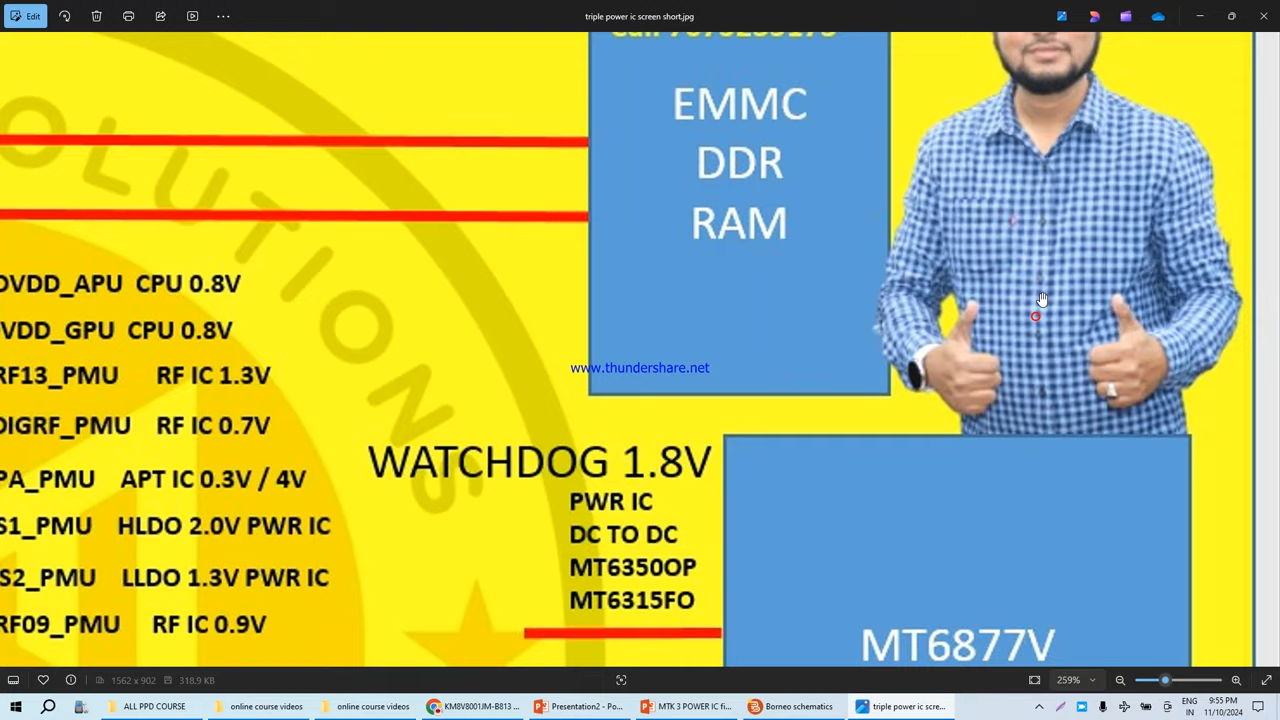 Edit
triple power ic screen short.jpg
EMMC
DDR
RAM
OLUTIONS
DVDD_APU CPU 0.8V
VDD_GPU CPU 0.8V
RF13_PMU RF IC 1.3V
DIGRF_PMU RF IC 0.7V
PA_PMU APT IC 0.3V / 4V
S1_PMU HLDO 2.0V PWR IC
S2_PMU LLDO 1.3V PWR IC
RF09_PMU RF IC 0.9V
www.thundershare.net
WATCHDOG 1.8V
PWR IC
DC TO DC
MT6350OP
MT6315FO
MT6877V
1562 x 902
318.9 KB
259%
ALL PPD COURSE
online course videos
online course videos
KM8V8001JM-B813 ...
Presentation2 - Po...
MTK 3 POWER IC fi...
Borneo schematics
triple power ic scree...
ENG
IN
9:55 PM
11/10/2024